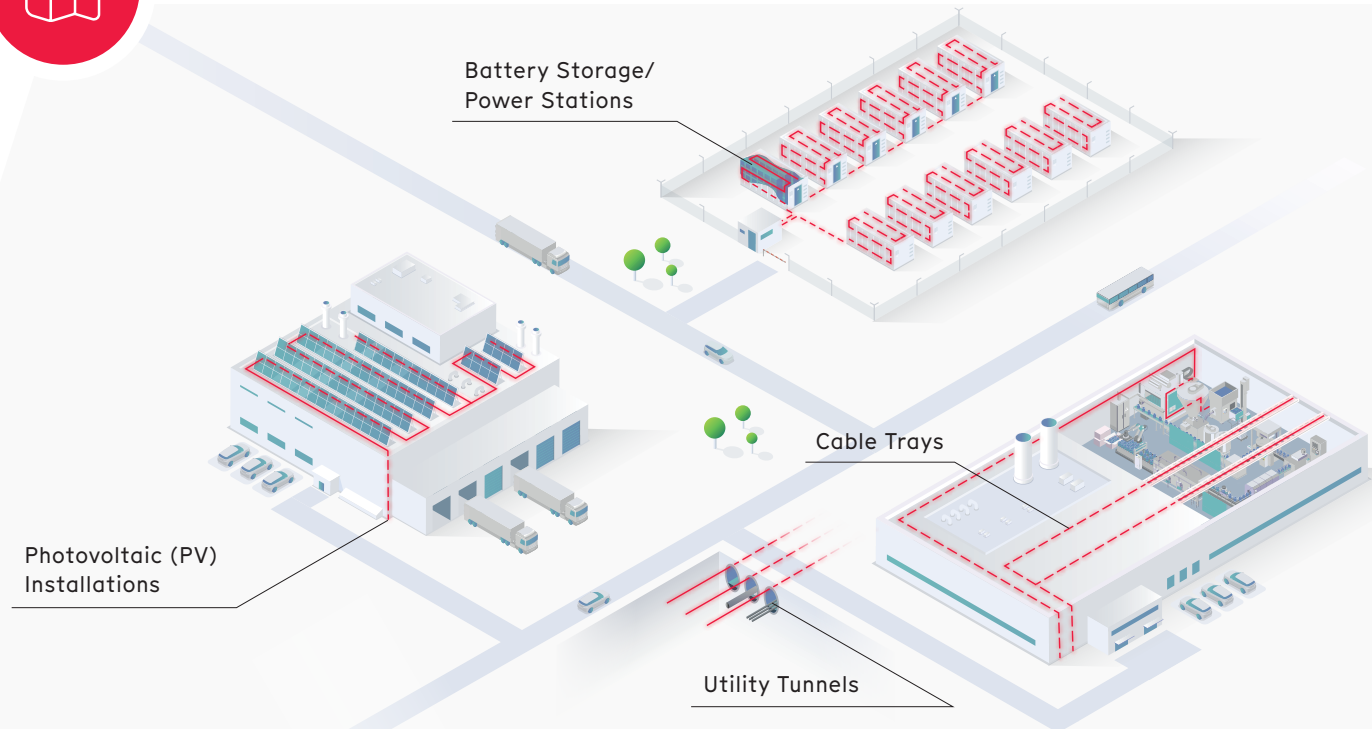 Battery Storage/
Power Stations
Cable Trays
Photovoltaic (PV)
Installations
Utility Tunnels